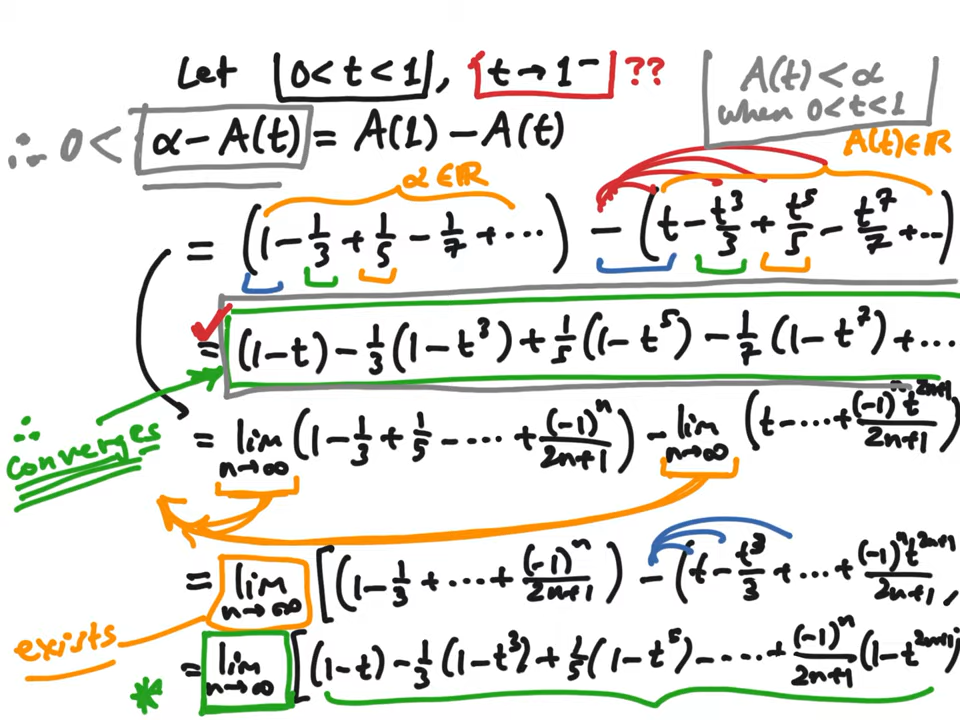 Let 0 < t < 1, t → 1⁻ ??
A(t) < α
when 0 < t < 1
∴ 0 < α − A(t) = A(1) − A(t)
α ∈ ℝ A(t) ∈ ℝ
= (1 − 1/3 + 1/5 − 1/7 + ⋯) − (t − t³/3 + t⁵/5 − t⁷/7 + ⋯)
= (1−t) − 1/3 (1−t³) + 1/5 (1−t⁵) − 1/7 (1−t⁷) + ⋯
∴ converges
= lim n→∞ (1 − 1/3 + 1/5 − ⋯ + (−1)ⁿ/2n+1) − lim n→∞ (t − ⋯ + (−1)ⁿ t²ⁿ⁺¹/2n+1)
= lim n→∞ [(1 − 1/3 + ⋯ + (−1)ⁿ/2n+1) − (t − t³/3 + ⋯ + (−1)ⁿ t²ⁿ⁺¹/2n+1
exists
* = lim n→∞ [(1−t) − 1/3 (1−t³) + 1/5 (1−t⁵) − ⋯ + (−1)ⁿ/2n+1 (1−t²ⁿ⁺¹)